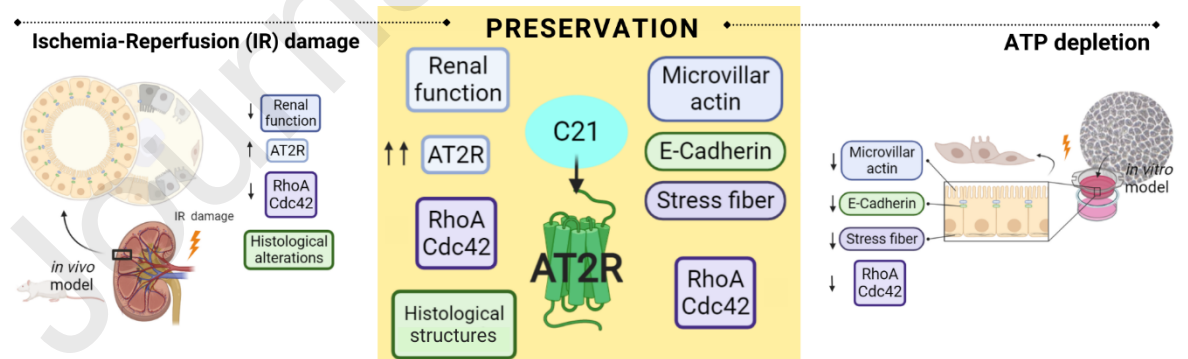 Ischemia-Reperfusion (IR) damage
Renal
function
AT2R
RhoA
Cdc42
Histological
alterations
IR damage
in vivo
model
PRESERVATION
Renal
function
AT2R
RhoA
Cdc42
Histological
structures
C21
AT2R
Microvillar
actin
E-Cadherin
Stress fiber
RhoA
Cdc42
ATP depletion
Microvillar
actin
E-Cadherin
Stress fiber
RhoA
Cdc42
in vitro
model